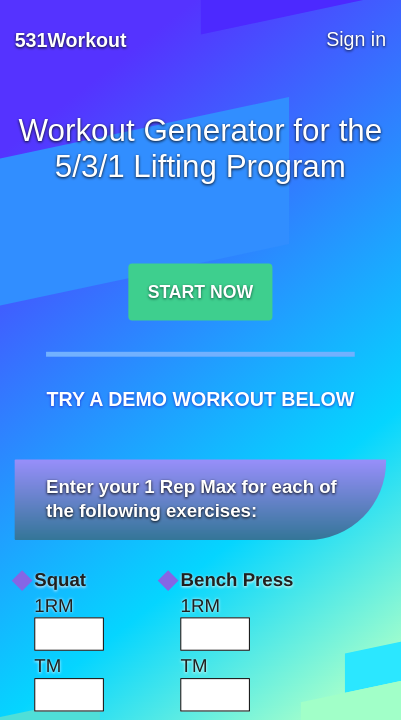 531Workout
Sign in
Workout Generator for the
5/3/1 Lifting Program
START NOW
TRY A DEMO WORKOUT BELOW
Enter your 1 Rep Max for each of
the following exercises:
Squat
1RM
TM
Bench Press
1RM
TM